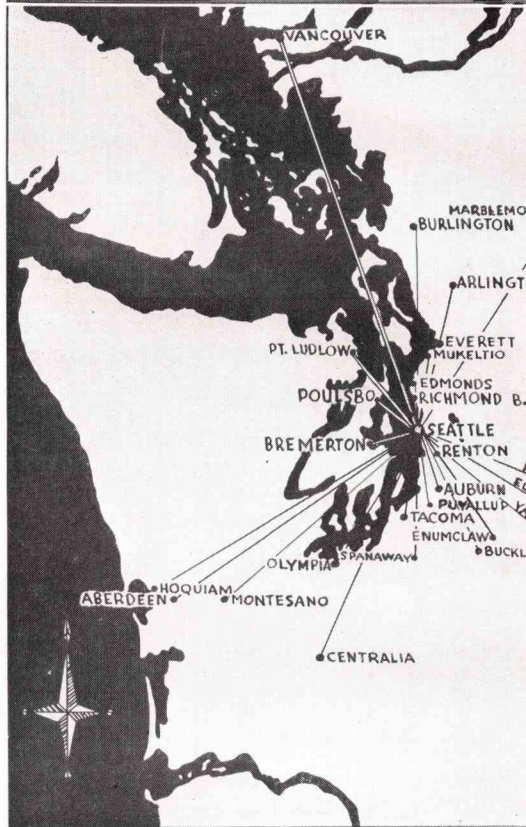 VANCOUVER
MARBLEMO
BURLINGTON
ARLINGT
EVERETT
MUKELTIO
PT. LUDLOW
EDMONDS
POULSBO
RICHMOND B.
SEATTLE
BREMERTON
RENTON
AUBURN
PUYALLUP
TACOMA
ENUMCLAW
BUCKL
SPANAWAY
OLYMPIA
HOQUIAM
ABERDEEN
MONTESANO
CENTRALIA